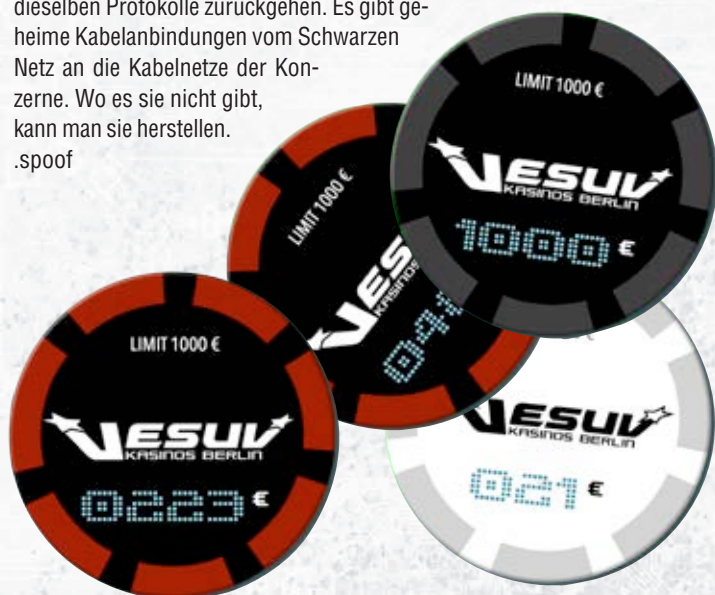 dieselben Protokolle zurückgehen. Es gibt ge-
heime Kabelanbindungen vom Schwarzen
Netz an die Kabelnetze der Kon-
zerne. Wo es sie nicht gibt,
kann man sie herstellen.
.spoof
LIMIT 1000 €
VESUV
KASINOS BERLIN
1000 €
LIMIT 1000 €
LIMIT 1000 €
VESUV
KASINOS BERLIN
0223 €
VESUV
KASINOS BERLIN
021 €